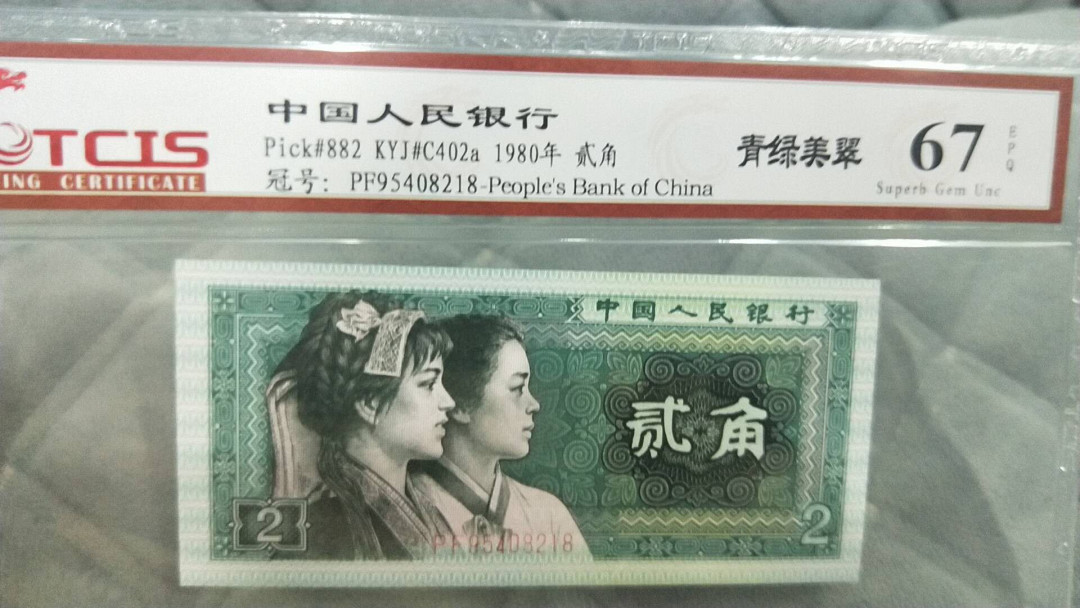 中国人民银行
TCIS
ING CERTIFICATE
Pick#882 KYJ#C402a 1980年 贰角
冠号: PF95408218-People's Bank of China
青绿美翠
67
EPQ
Superb Gem Unc
中国人民银行
贰角
2
2
PF95408218